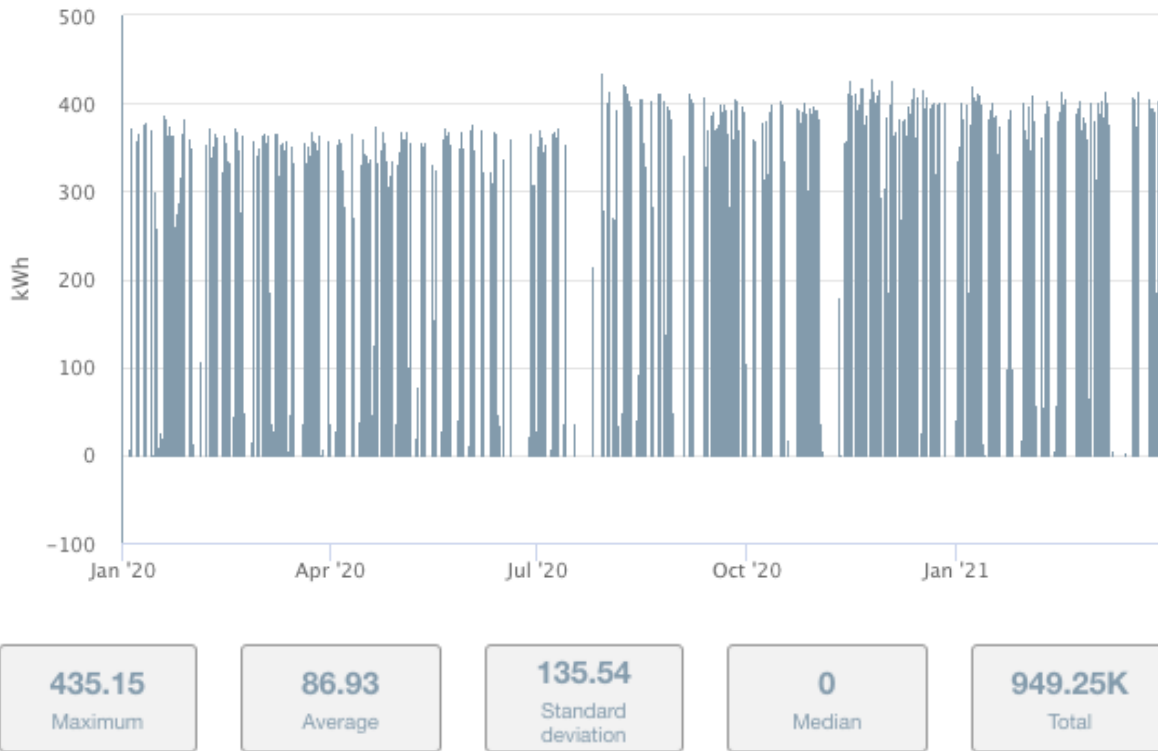 500
400
300
200
100
0
−100
kWh
Jan '20
Apr '20
Jul '20
Oct '20
Jan '21
435.15
Maximum
86.93
Average
135.54
Standard
deviation
0
Median
949.25K
Total